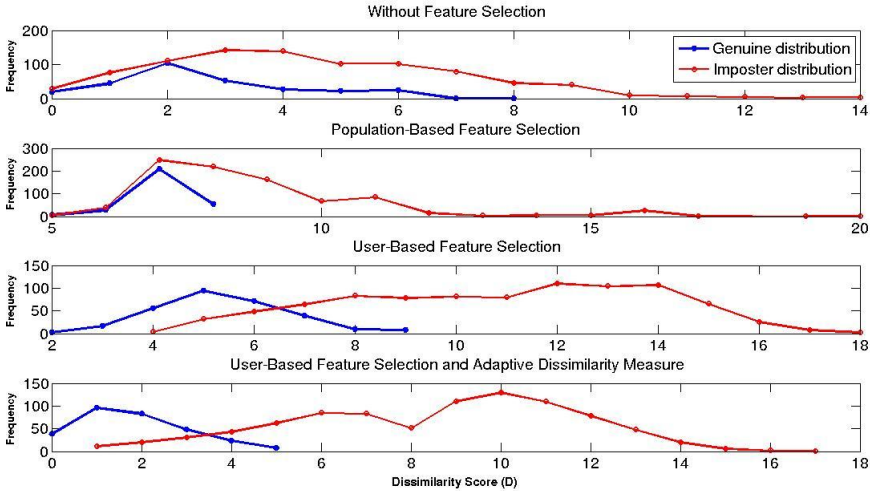 Without Feature Selection
200
100
0
Frequency
0 2 4 6 8 10 12 14
Genuine distribution
Imposter distribution
Population-Based Feature Selection
300
200
100
0
Frequency
5 10 15 20
User-Based Feature Selection
150
100
50
0
Frequency
2 4 6 8 10 12 14 16 18
User-Based Feature Selection and Adaptive Dissimilarity Measure
150
100
50
0
Frequency
0 2 4 6 8 10 12 14 16 18
Dissimilarity Score (D)